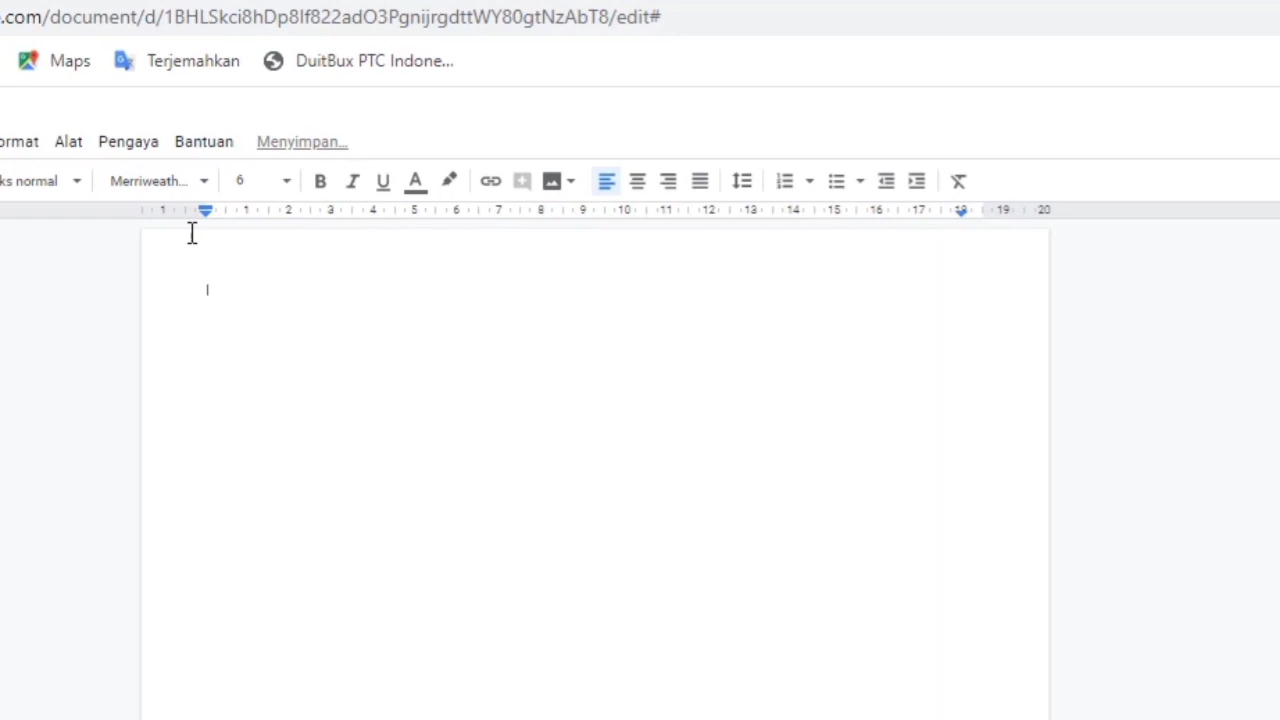 .com/document/d/1BHLSkci8hDp8lf822adO3PgnijrgdttWY80gtNzAbT8/edit#
Maps Terjemahkan DuitBux PTC Indone...
ormat Alat Pengaya Bantuan Menyimpan...
ks normal Merriweath... 6 B I U A
1 1 2 3 4 5 6 7 8 9 10 11 12 13 14 15 16 17 18 19 20